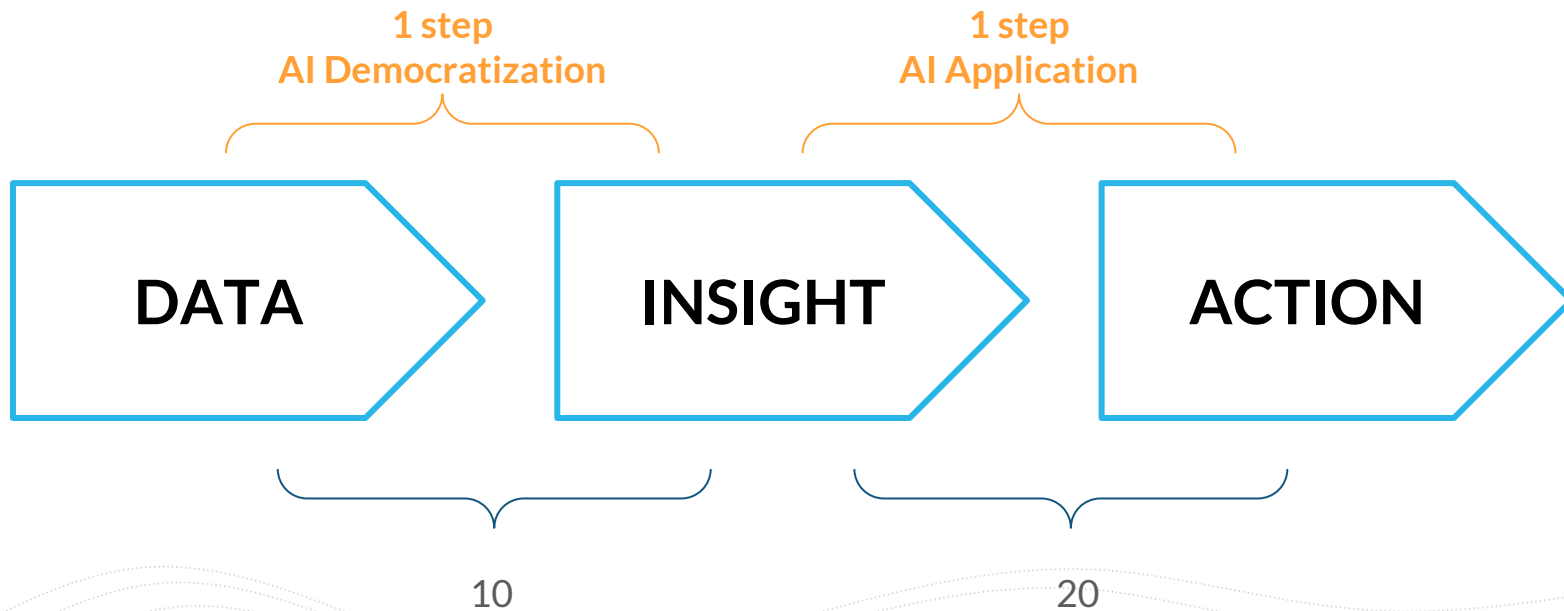 1 step
AI Democratization
1 step
AI Application
DATA
INSIGHT
ACTION
10
20